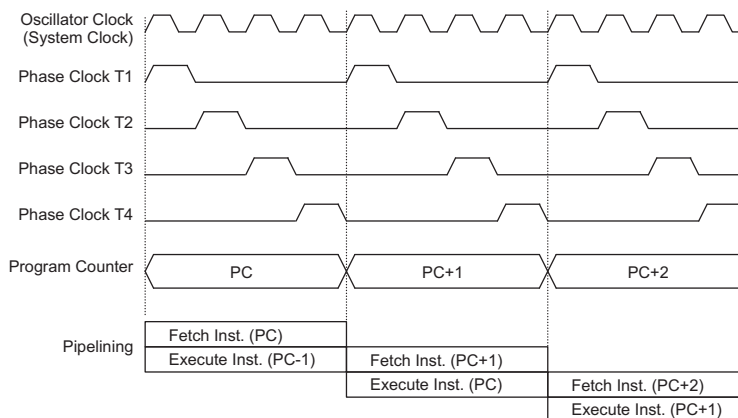 Oscillator Clock
(System Clock)
Phase Clock T1
Phase Clock T2
Phase Clock T3
Phase Clock T4
Program Counter
PC
PC+1
PC+2
Pipelining
Fetch Inst. (PC)
Execute Inst. (PC-1)
Fetch Inst. (PC+1)
Execute Inst. (PC)
Fetch Inst. (PC+2)
Execute Inst. (PC+1)